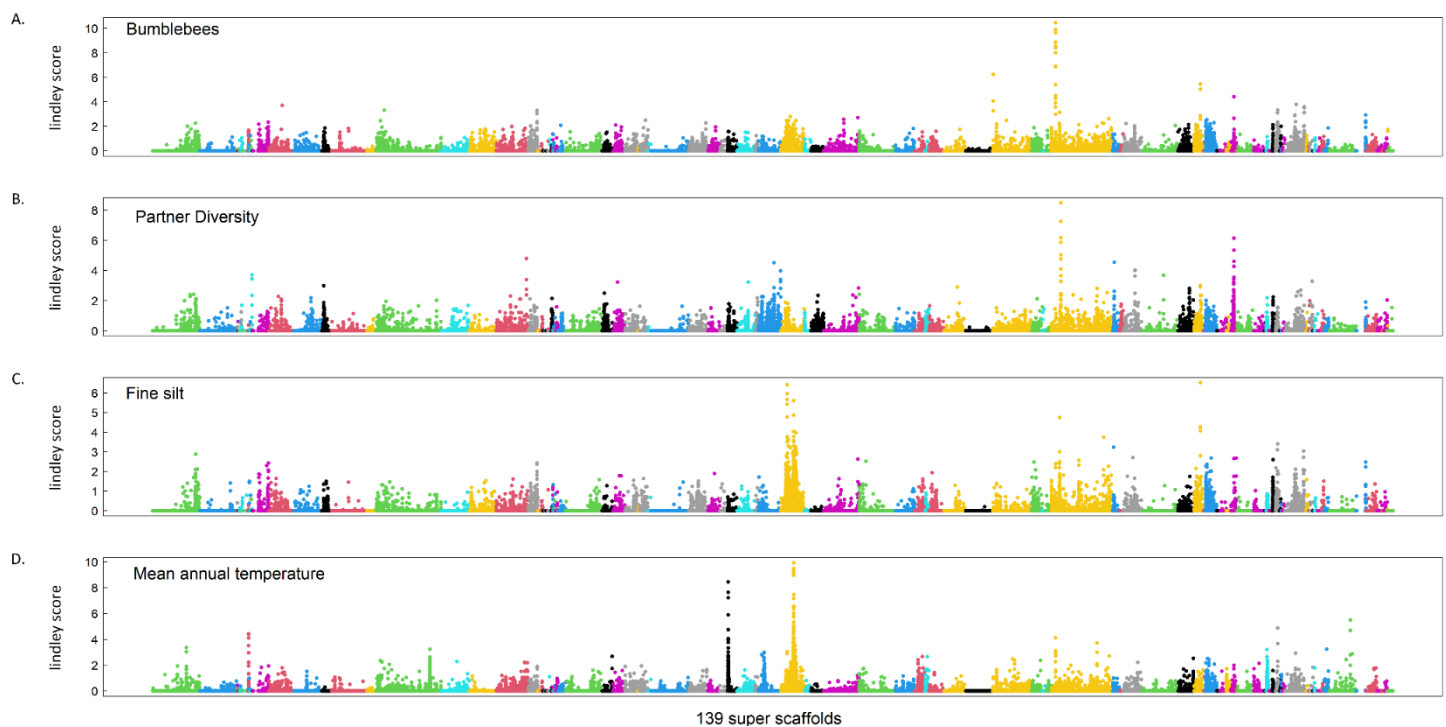 A.
Bumblebees
lindley score
10
8
6
4
2
0
B.
Partner Diversity
lindley score
8
6
4
2
0
C.
Fine silt
lindley score
6
5
4
3
2
1
0
D.
Mean annual temperature
lindley score
10
8
6
4
2
0
139 super scaffolds